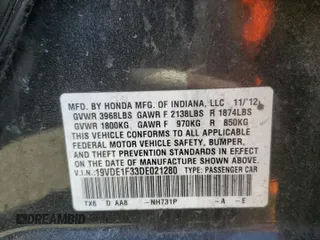 MFD. BY HONDA MFG. OF INDIANA, LLC 11/'12
GVWR 3968LBS GAWR F 2138LBS R 1874LBS
GVWR 1800KG GAWR F 970KG R 850KG
THIS VEHICLE CONFORMS TO ALL APPLICABLE
FEDERAL MOTOR VEHICLE SAFETY, BUMPER,
AND THEFT PREVENTION STANDARDS IN EFFECT
ON THE DATE OF MANUFACTURE SHOWN ABOVE.
V.I.N. 19VDE1F33DE021280 TYPE: PASSENGER CAR
TX6 D AA8 -NH731P -A -E
DREAMBID